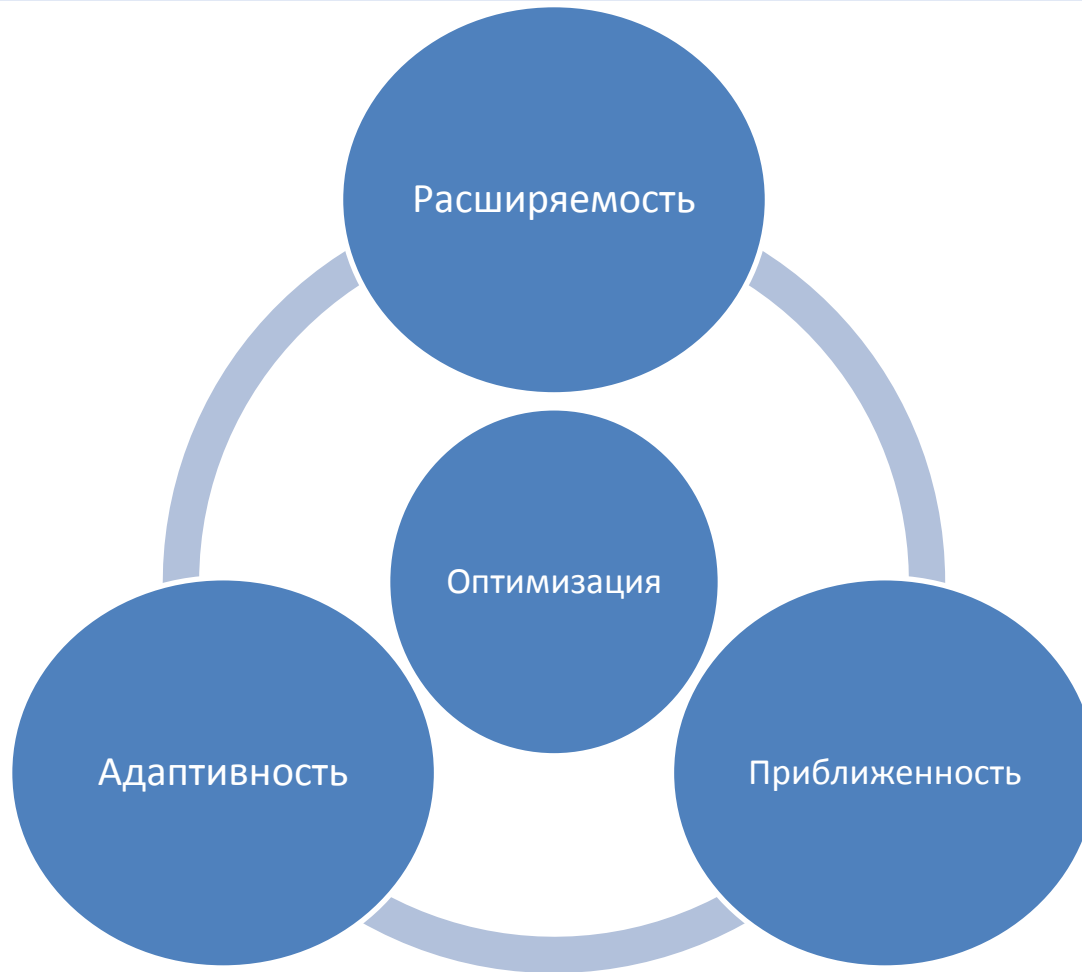 Расширяемость
Оптимизация
Адаптивность
Приближенность